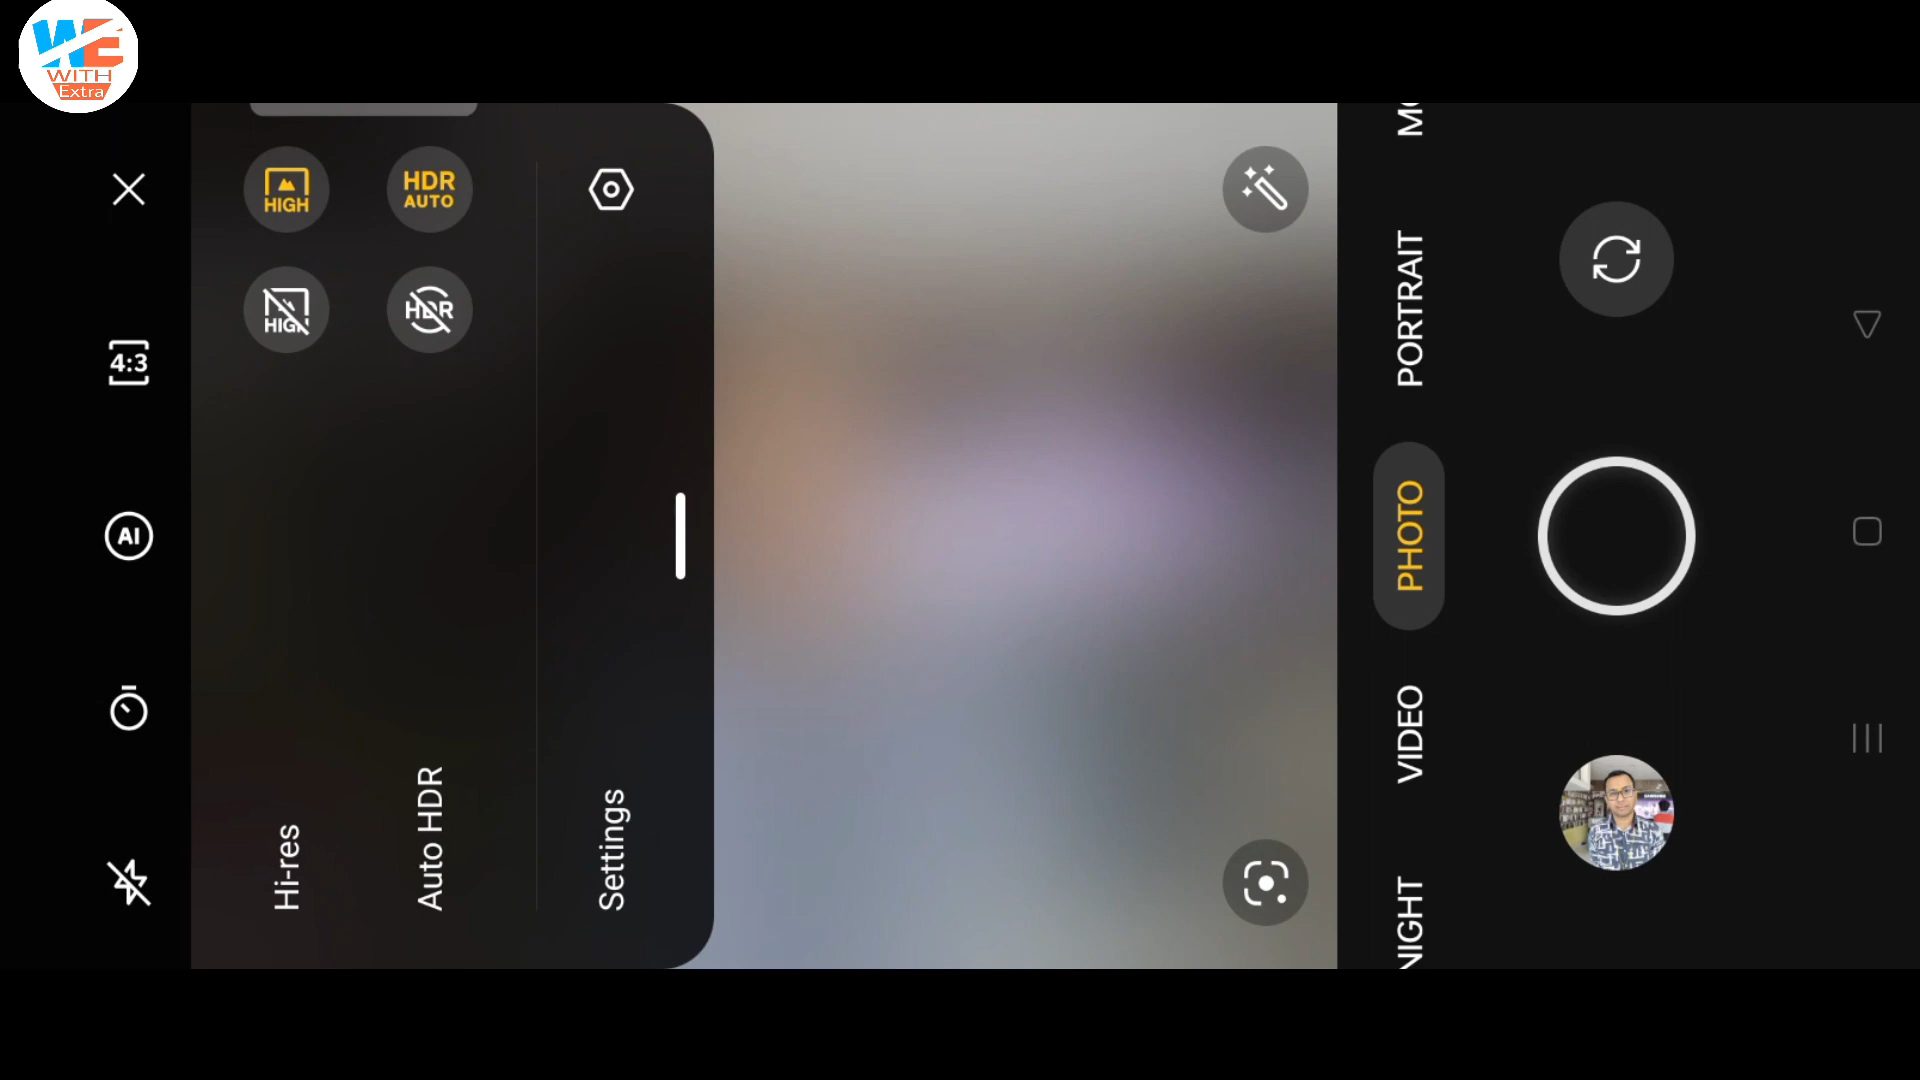 WE
WITH
Extra
4:3
AI
HIGH
HIGH
Hi-res
HDR
AUTO
HDR
Auto HDR
Settings
PORTRAIT
PHOTO
VIDEO
NIGHT